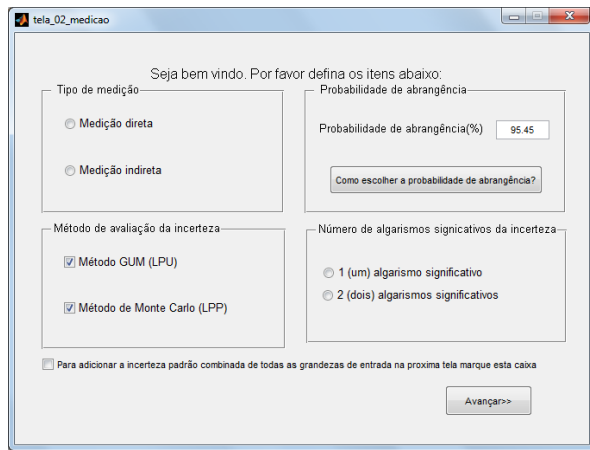 tela_02_medicao
Seja bem vindo. Por favor defina os itens abaixo:
Tipo de medição
Medição direta
Medição indireta
Probabilidade de abrangência
Probabilidade de abrangência(%) 95.45
Como escolher a probabilidade de abrangência?
Método de avaliação da incerteza
Método GUM (LPU)
Método de Monte Carlo (LPP)
Número de algarismos signicativos da incerteza
1 (um) algarismo significativo
2 (dois) algarismos significativos
Para adicionar a incerteza padrão combinada de todas as grandezas de entrada na proxima tela marque esta caixa
Avançar>>